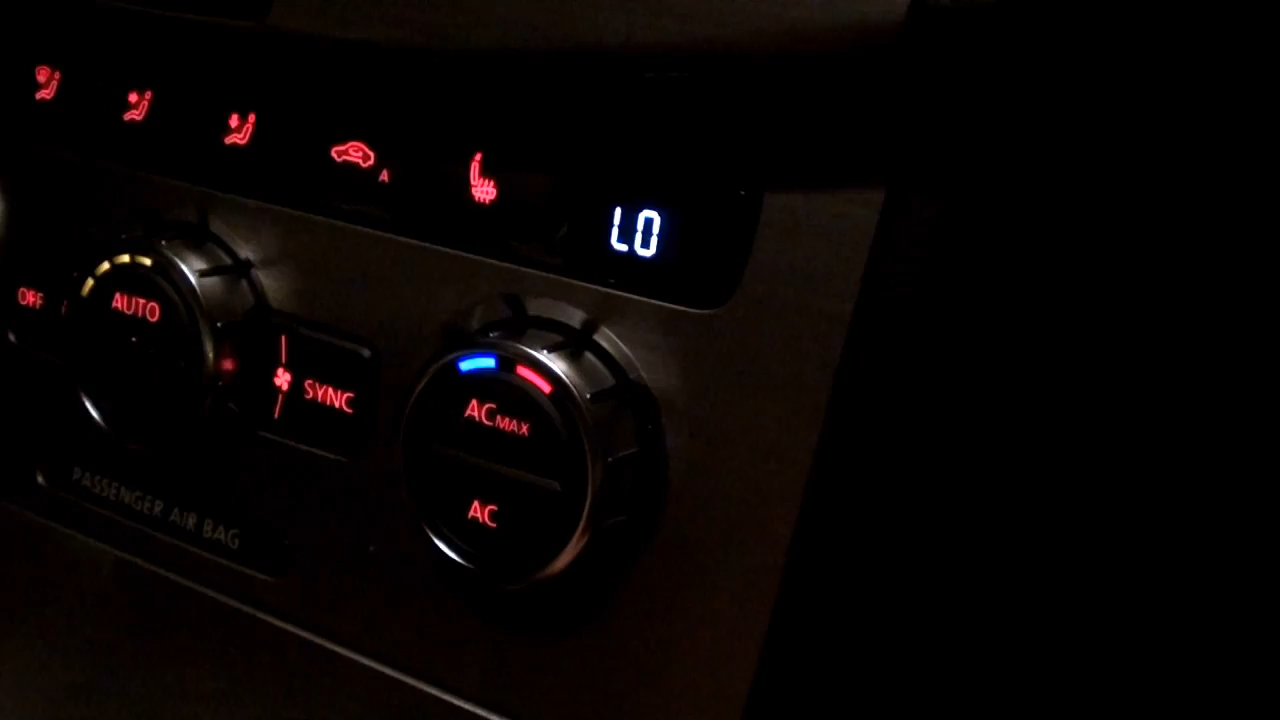 A
LO
OFF
AUTO
SYNC
ACMAX
AC
PASSENGER AIR BAG